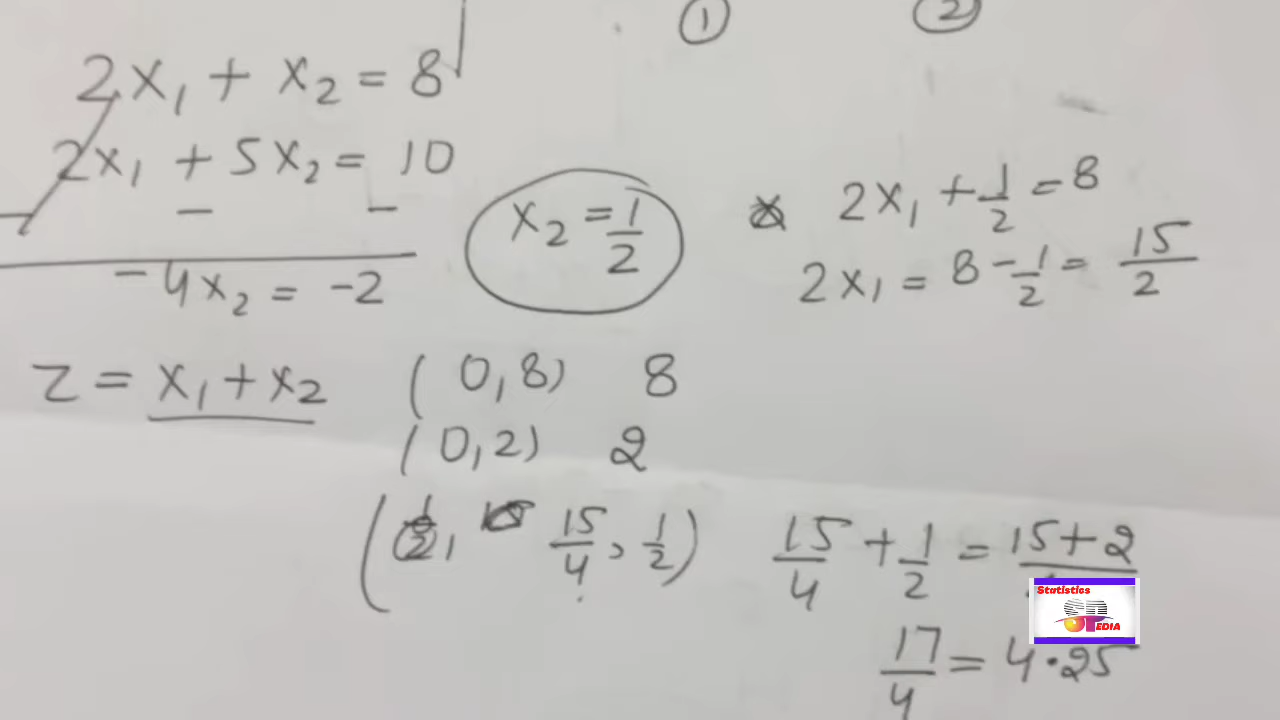 ① ②
2x₁ + x₂ = 8
2x₁ + 5x₂ = 10
− − −
−4x₂ = −2
x₂ = 1/2
2x₁ + 1/2 = 8
2x₁ = 8 − 1/2 = 15/2
z = x₁ + x₂ (0,8) 8
(0,2) 2
(15/4, 1/2) 15/4 + 1/2 = 15+2
Statistics
PEDIA
17/4 = 4.25